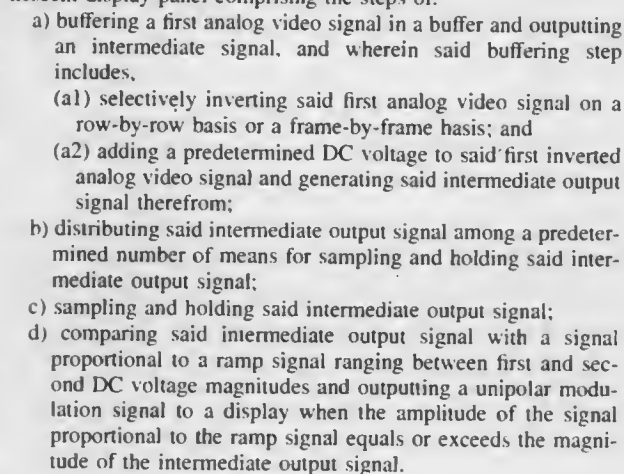 a) buffering a first analog video signal in a buffer and outputting
an intermediate signal, and wherein said buffering step
includes,
(a1) selectively inverting said first analog video signal on a
row-by-row basis or a frame-by-frame hasis; and
(a2) adding a predetermined DC voltage to said first inverted
analog video signal and generating said intermediate output
signal therefrom;
b) distributing said intermediate output signal among a predeter-
mined number of means for sampling and holding said inter-
mediate output signal;
c) sampling and holding said intermediate output signal;
d) comparing said intermediate output signal with a signal
proportional to a ramp signal ranging between first and sec-
ond DC voltage magnitudes and outputting a unipolar modu-
lation signal to a display when the amplitude of the signal
proportional to the ramp signal equals or exceeds the magni-
tude of the intermediate output signal.